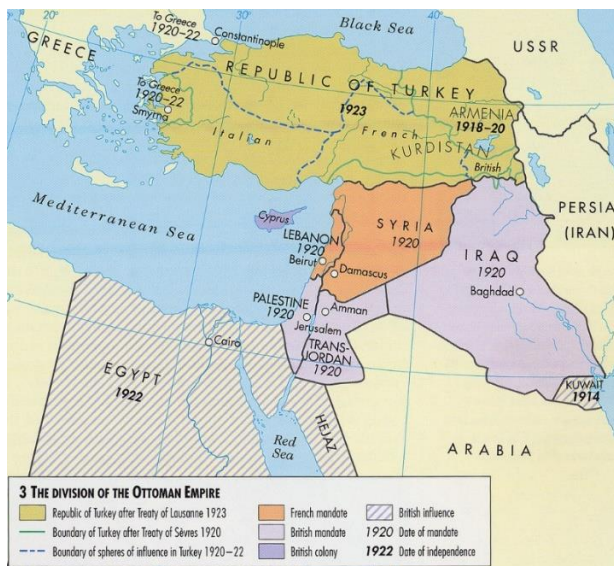 20°
To Greece
1920–22
30°
Black Sea
40°
GREECE
Constantinople
USSR
REPUBLIC OF TURKEY
To Greece
1920–22
Smyrna
1923
ARMENIA
1918–20
Italian
French
KURDISTAN
British
Mediterranean Sea
Cyprus
SYRIA
1920
PERSIA
(IRAN)
LEBANON
1920
Beirut
Damascus
IRAQ
1920
Baghdad
PALESTINE
1920
Amman
Jerusalem
TRANS-
JORDAN
1920
Cairo
EGYPT
1922
KUWAIT
1914
HEJAZ
Red
Sea
ARABIA
3 THE DIVISION OF THE OTTOMAN EMPIRE
Republic of Turkey after Treaty of Lausanne 1923
Boundary of Turkey after Treaty of Sèvres 1920
Boundary of spheres of influence in Turkey 1920–22
French mandate
British mandate
British colony
British influence
1920 Date of mandate
1922 Date of independence